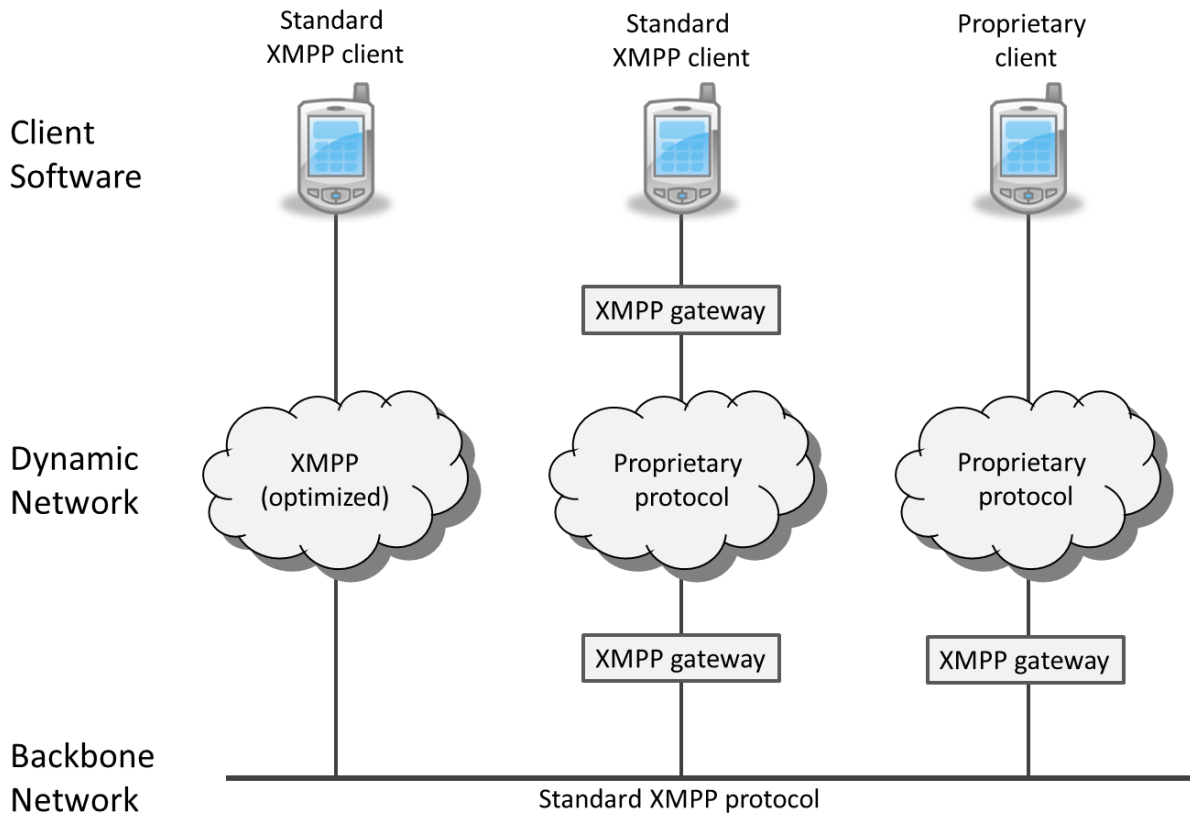 Standard
XMPP client
Standard
XMPP client
Proprietary
client
Client
Software
XMPP gateway
Dynamic
Network
XMPP
(optimized)
Proprietary
protocol
Proprietary
protocol
XMPP gateway
XMPP gateway
Backbone
Network
Standard XMPP protocol